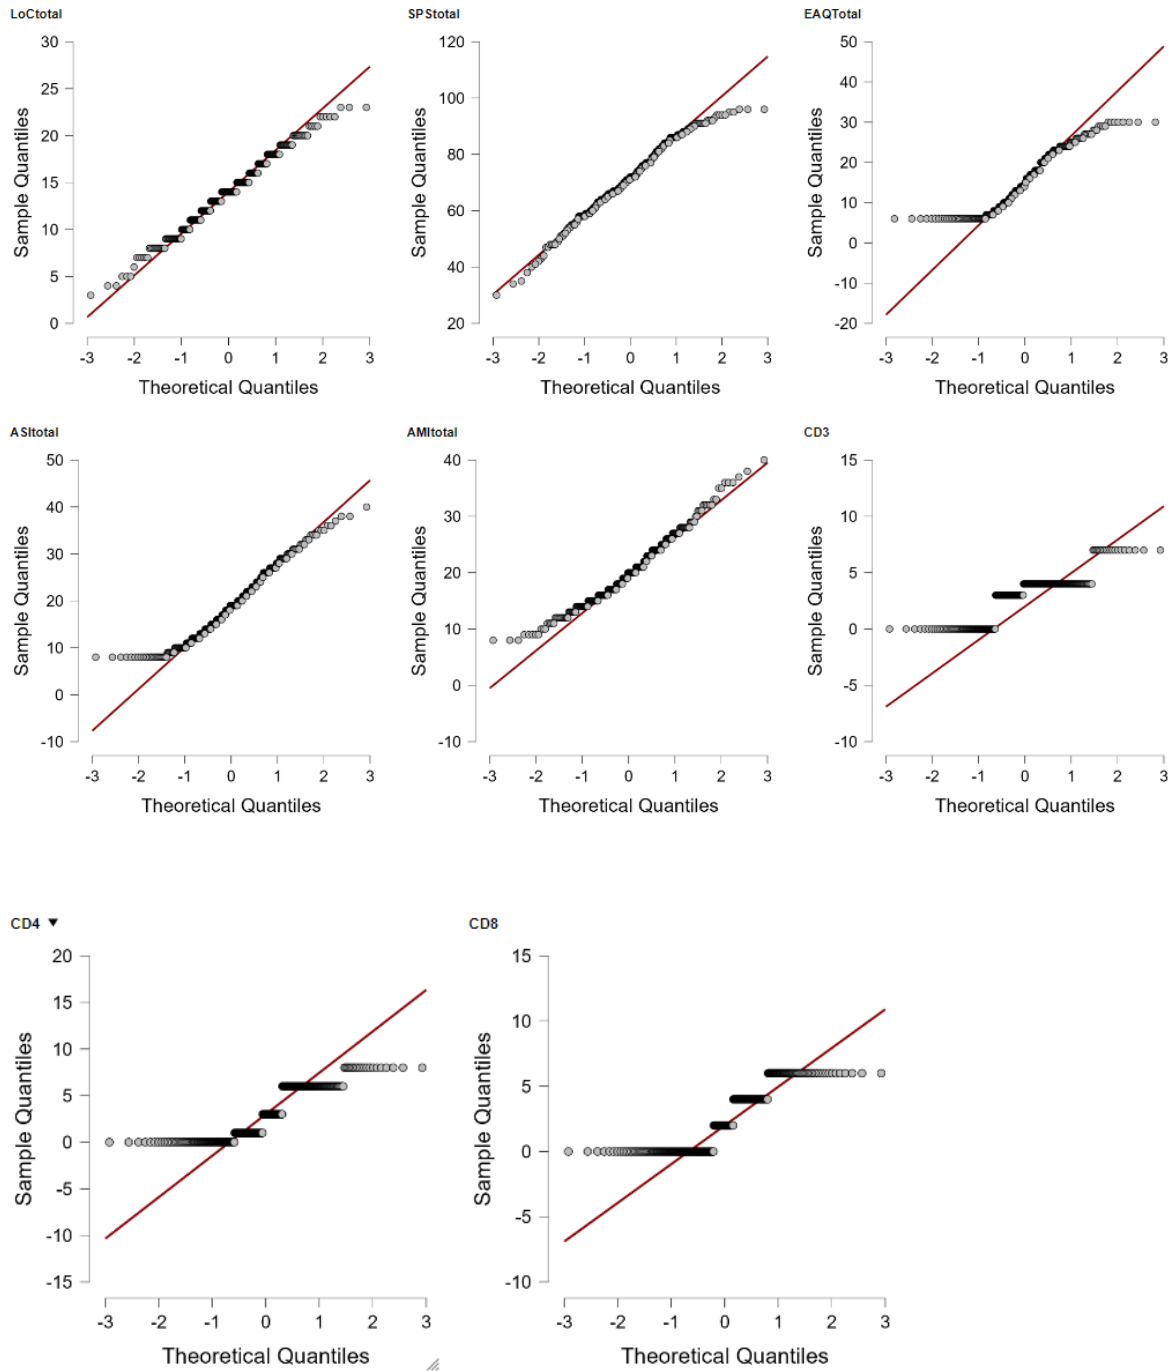 LoCtotal
Sample Quantiles
30
25
20
15
10
5
0
-3 -2 -1 0 1 2 3
Theoretical Quantiles
SPStotal
Sample Quantiles
120
100
80
60
40
20
-3 -2 -1 0 1 2 3
Theoretical Quantiles
EAQTotal
Sample Quantiles
50
40
30
20
10
0
-10
-20
-3 -2 -1 0 1 2 3
Theoretical Quantiles
ASItotal
Sample Quantiles
50
40
30
20
10
0
-10
-3 -2 -1 0 1 2 3
Theoretical Quantiles
AMItotal
Sample Quantiles
40
30
20
10
0
-10
-3 -2 -1 0 1 2 3
Theoretical Quantiles
CD3
Sample Quantiles
15
10
5
0
-5
-10
-3 -2 -1 0 1 2 3
Theoretical Quantiles
CD4 ▼
Sample Quantiles
20
15
10
5
0
-5
-10
-15
-3 -2 -1 0 1 2 3
Theoretical Quantiles
CD8
Sample Quantiles
15
10
5
0
-5
-10
-3 -2 -1 0 1 2 3
Theoretical Quantiles